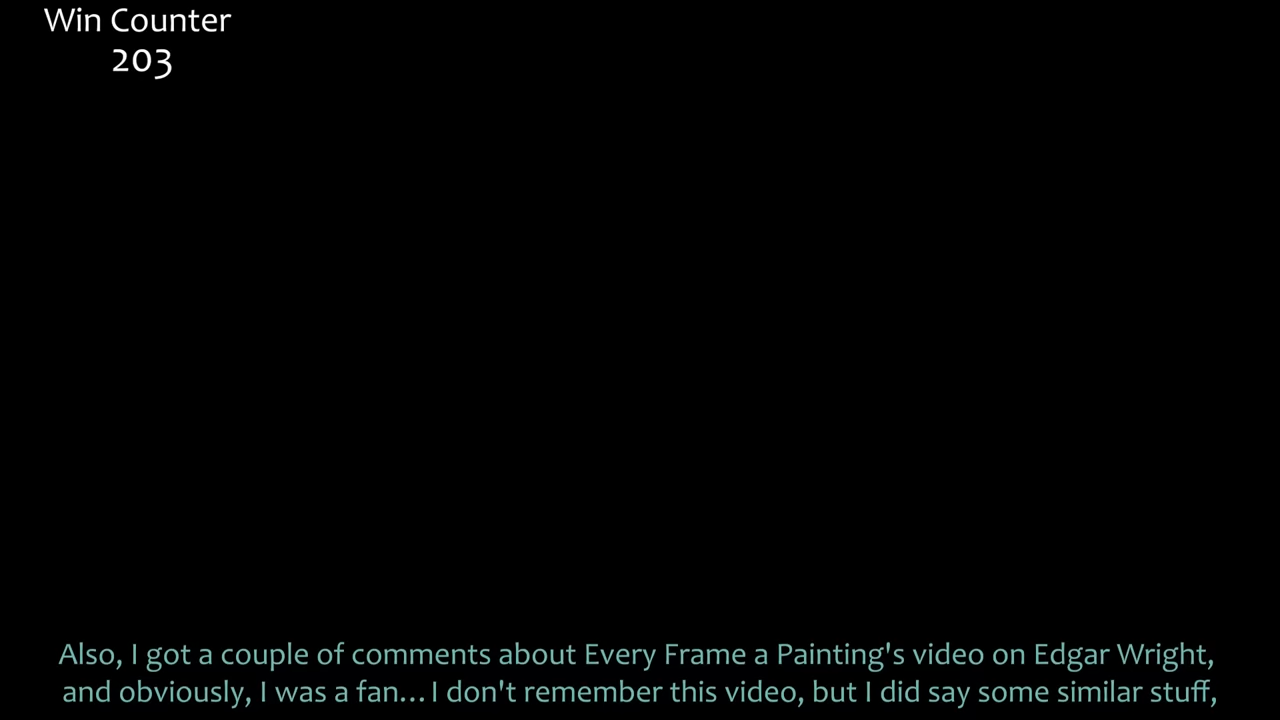 Win Counter
203
Also, I got a couple of comments about Every Frame a Painting's video on Edgar Wright,
and obviously, I was a fan...I don't remember this video, but I did say some similar stuff,